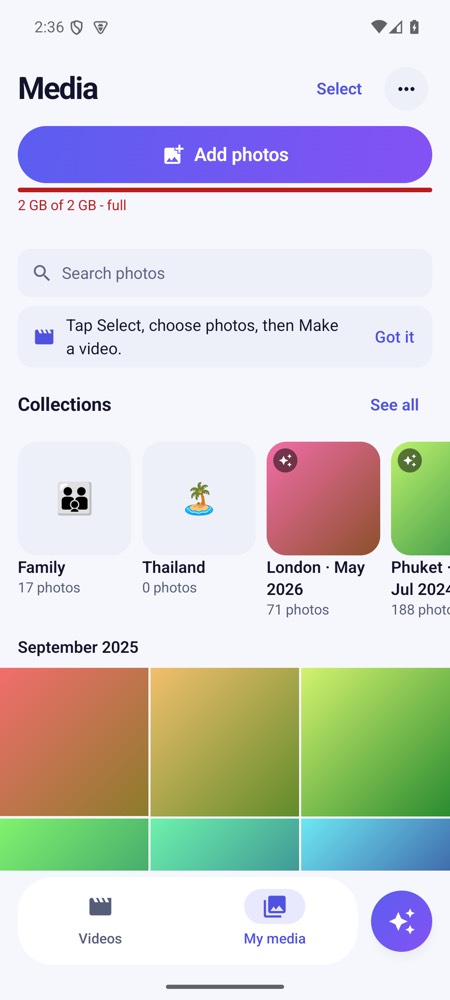 2:36
Media
Select
Add photos
2 GB of 2 GB - full
Search photos
Tap Select, choose photos, then Make
a video.
Got it
Collections
See all
Family
17 photos
Thailand
0 photos
London · May
2026
71 photos
Phuket ·
Jul 2024
188 photo
September 2025
Videos
My media